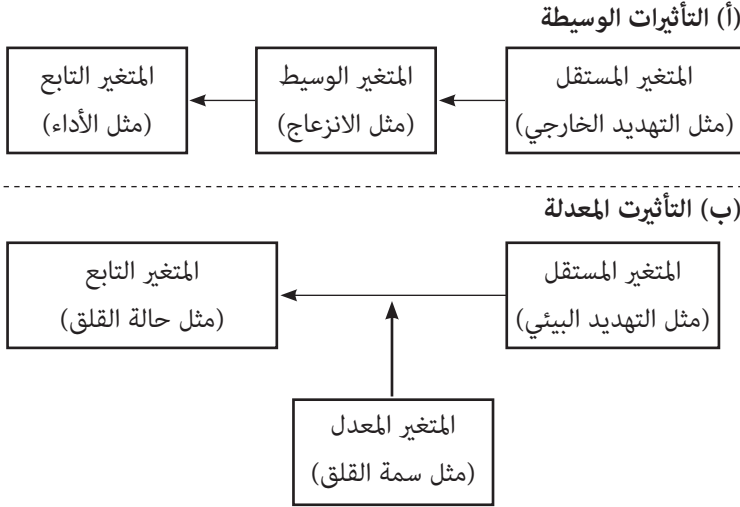 (أ) التأثيرات الوسيطة
المتغير المستقل
(مثل التهديد الخارجي)
المتغير الوسيط
(مثل الانزعاج)
المتغير التابع
(مثل الأداء)
(ب) التأثيرت المعدلة
المتغير المستقل
(مثل التهديد البيئي)
المتغير التابع
(مثل حالة القلق)
المتغير المعدل
(مثل سمة القلق)